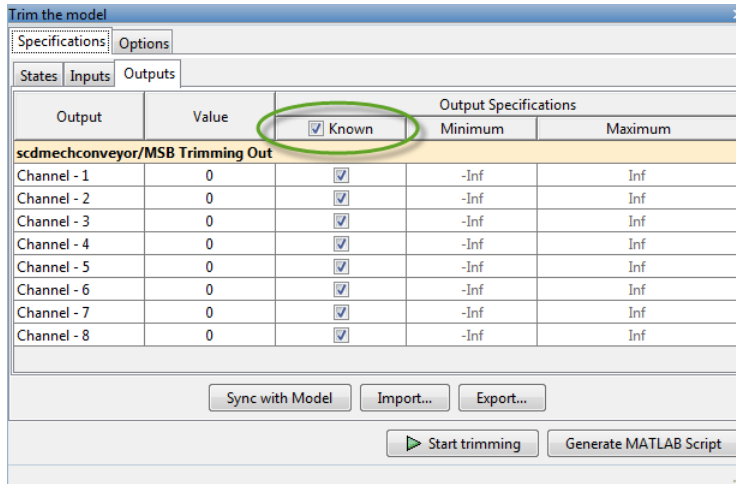 Trim the model
Specifications Options
States Inputs Outputs
Output Value Output Specifications
Known Minimum Maximum
scdmechconveyor/MSB Trimming Out
Channel - 1 0 -Inf Inf
Channel - 2 0 -Inf Inf
Channel - 3 0 -Inf Inf
Channel - 4 0 -Inf Inf
Channel - 5 0 -Inf Inf
Channel - 6 0 -Inf Inf
Channel - 7 0 -Inf Inf
Channel - 8 0 -Inf Inf
Sync with Model Import... Export...
Start trimming Generate MATLAB Script